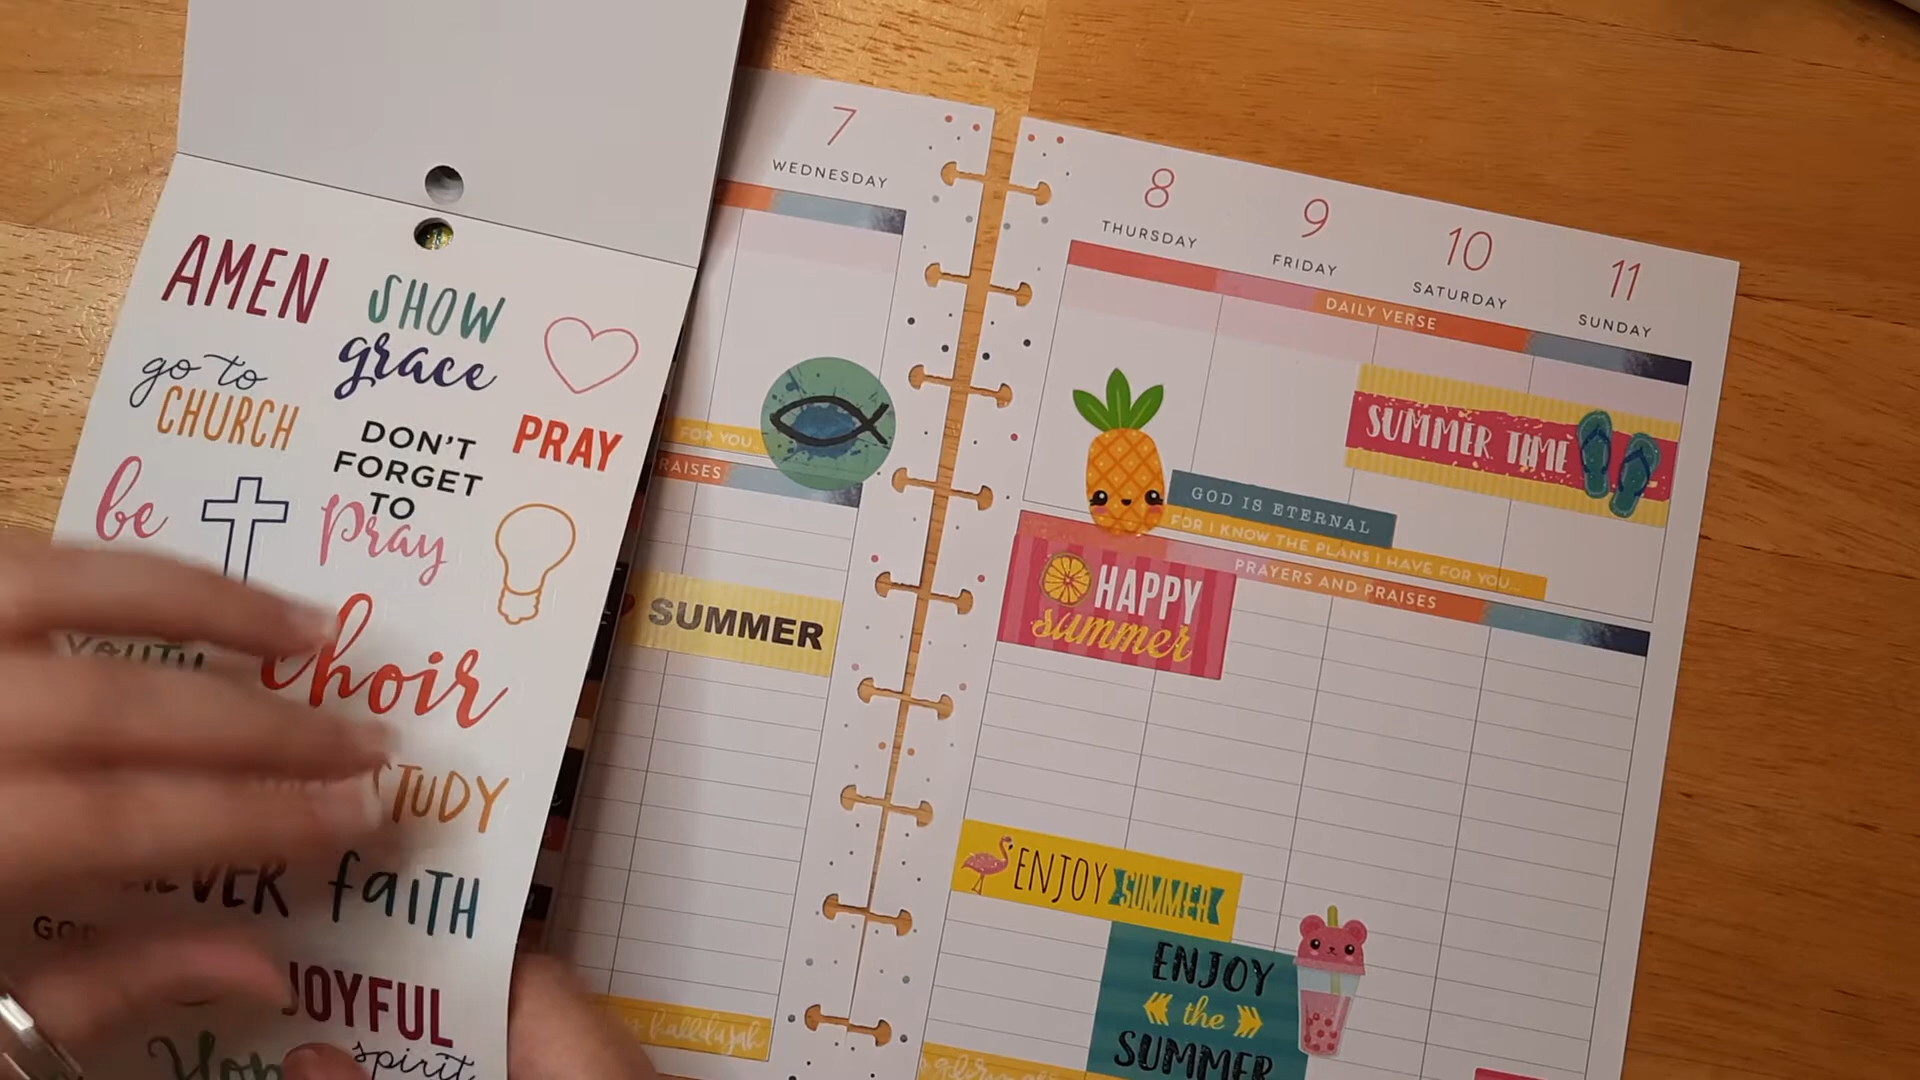 AMEN
SHOW
grace
go to
CHURCH
DON'T
FORGET
TO
pray
PRAY
be
choir
STUDY
faith
JOYFUL
spirit
7
WEDNESDAY
FOR YOU...
SUMMER
8
THURSDAY
9
FRIDAY
10
SATURDAY
11
SUNDAY
DAILY VERSE
SUMMER TIME
GOD IS ETERNAL
FOR I KNOW THE PLANS I HAVE FOR YOU...
PRAYERS AND PRAISES
HAPPY
summer
ENJOY SUMMER
ENJOY
the
SUMMER